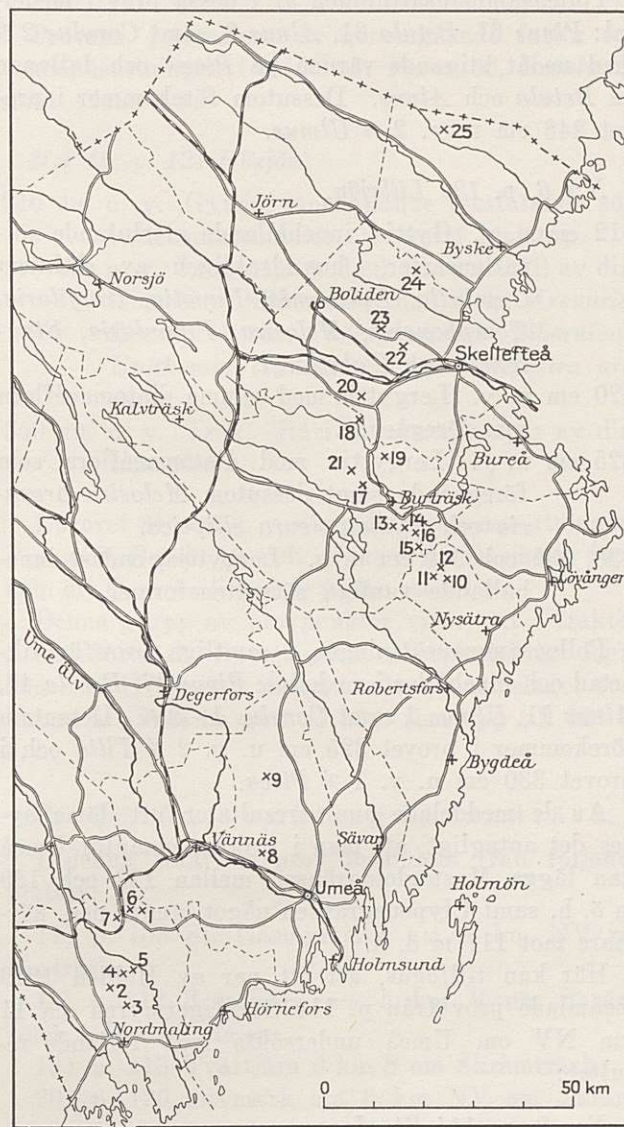 25
Jörn
Byske
Norsjö
24
Boliden
23
22
Skellefteå
20
Kalvträsk
18
Bureå
21
19
17
Burträsk
13 14
16
15
12
11 10
Lövånger
Nysätra
Ume älv
Degerfors
Robertsfors
Bygdeå
9
Sävar
Vännäs
8
Umeå
Holmön
6
7 1
5
4
2
3
Holmsund
Hörnefors
Nordmaling
0 50 km